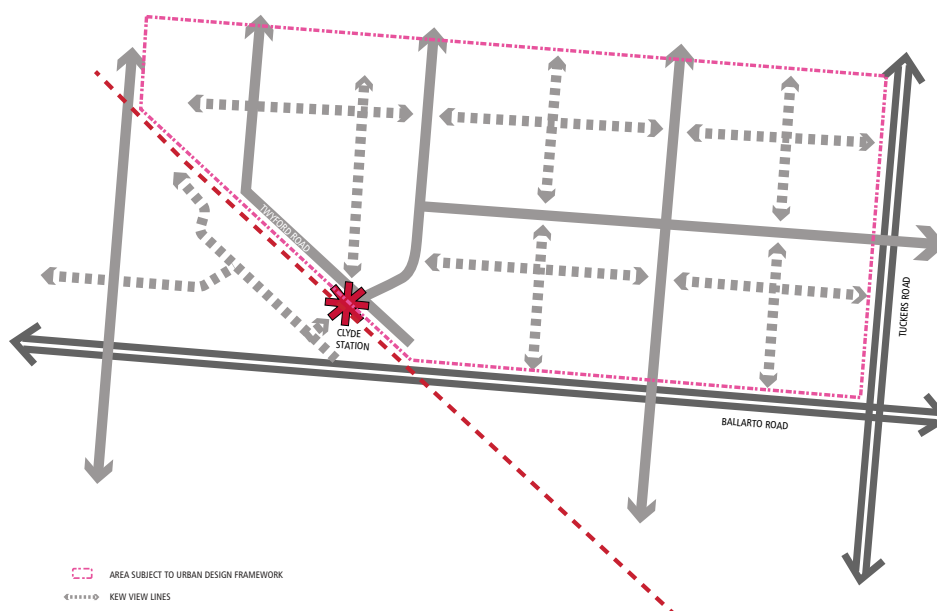 TWYFORD ROAD
CLYDE
STATION
TUCKERS ROAD
BALLARTO ROAD
AREA SUBJECT TO URBAN DESIGN FRAMEWORK
KEW VIEW LINES